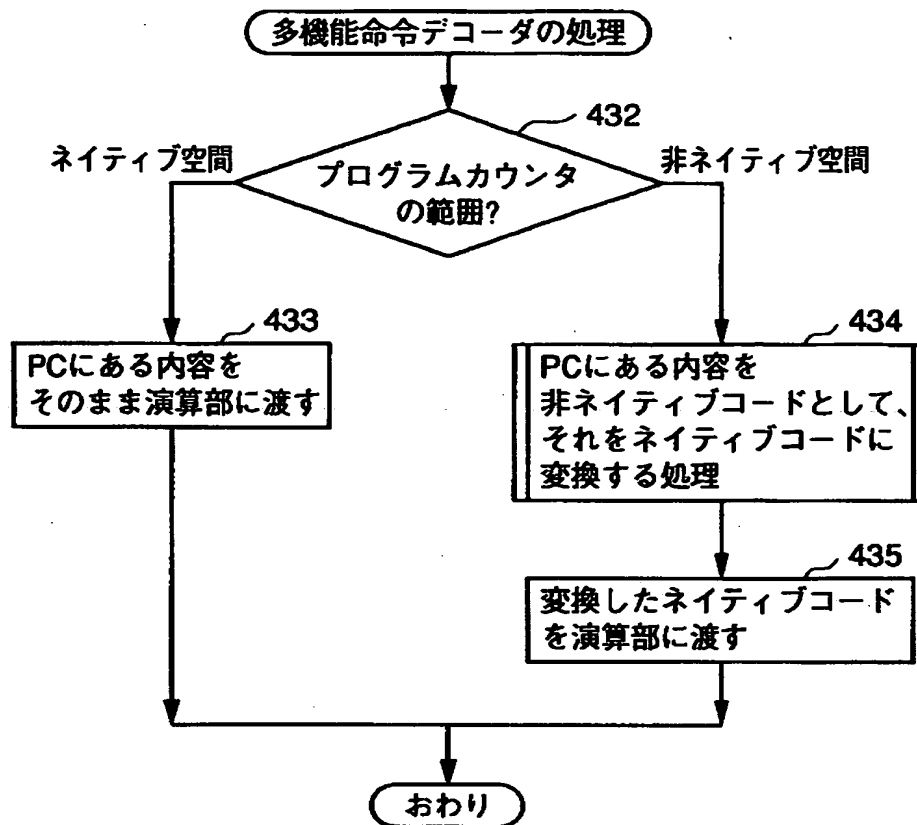 多機能命令デコーダの処理
432
ネイティブ空間
非ネイティブ空間
プログラムカウンタ
の範囲?
433
PCにある内容を
そのまま演算部に渡す
434
PCにある内容を
非ネイティブコードとして、
それをネイティブコードに
変換する処理
435
変換したネイティブコード
を演算部に渡す
おわり